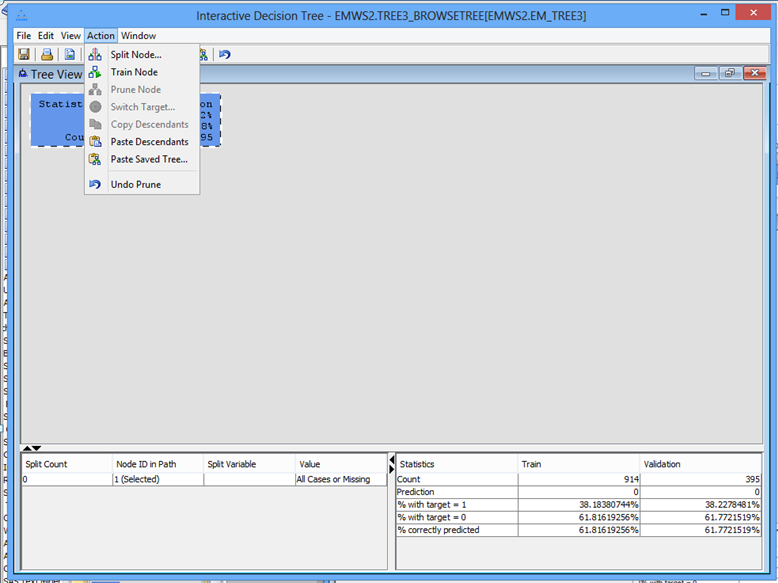 Interactive Decision Tree - EMWS2.TREE3_BROWSETREE[EMWS2.EM_TREE3]
File Edit View Action Window
Split Node...
Train Node
Prune Node
Switch Target...
Copy Descendants
Paste Descendants
Paste Saved Tree...
Undo Prune
Tree View
Statist on
2%
8%
Cou 95
Split Count Node ID in Path Split Variable Value
0 1 (Selected) All Cases or Missing
Statistics Train Validation
Count 914 395
Prediction 0 0
% with target = 1 38.18380744% 38.2278481%
% with target = 0 61.81619256% 61.7721519%
% correctly predicted 61.81619256% 61.7721519%